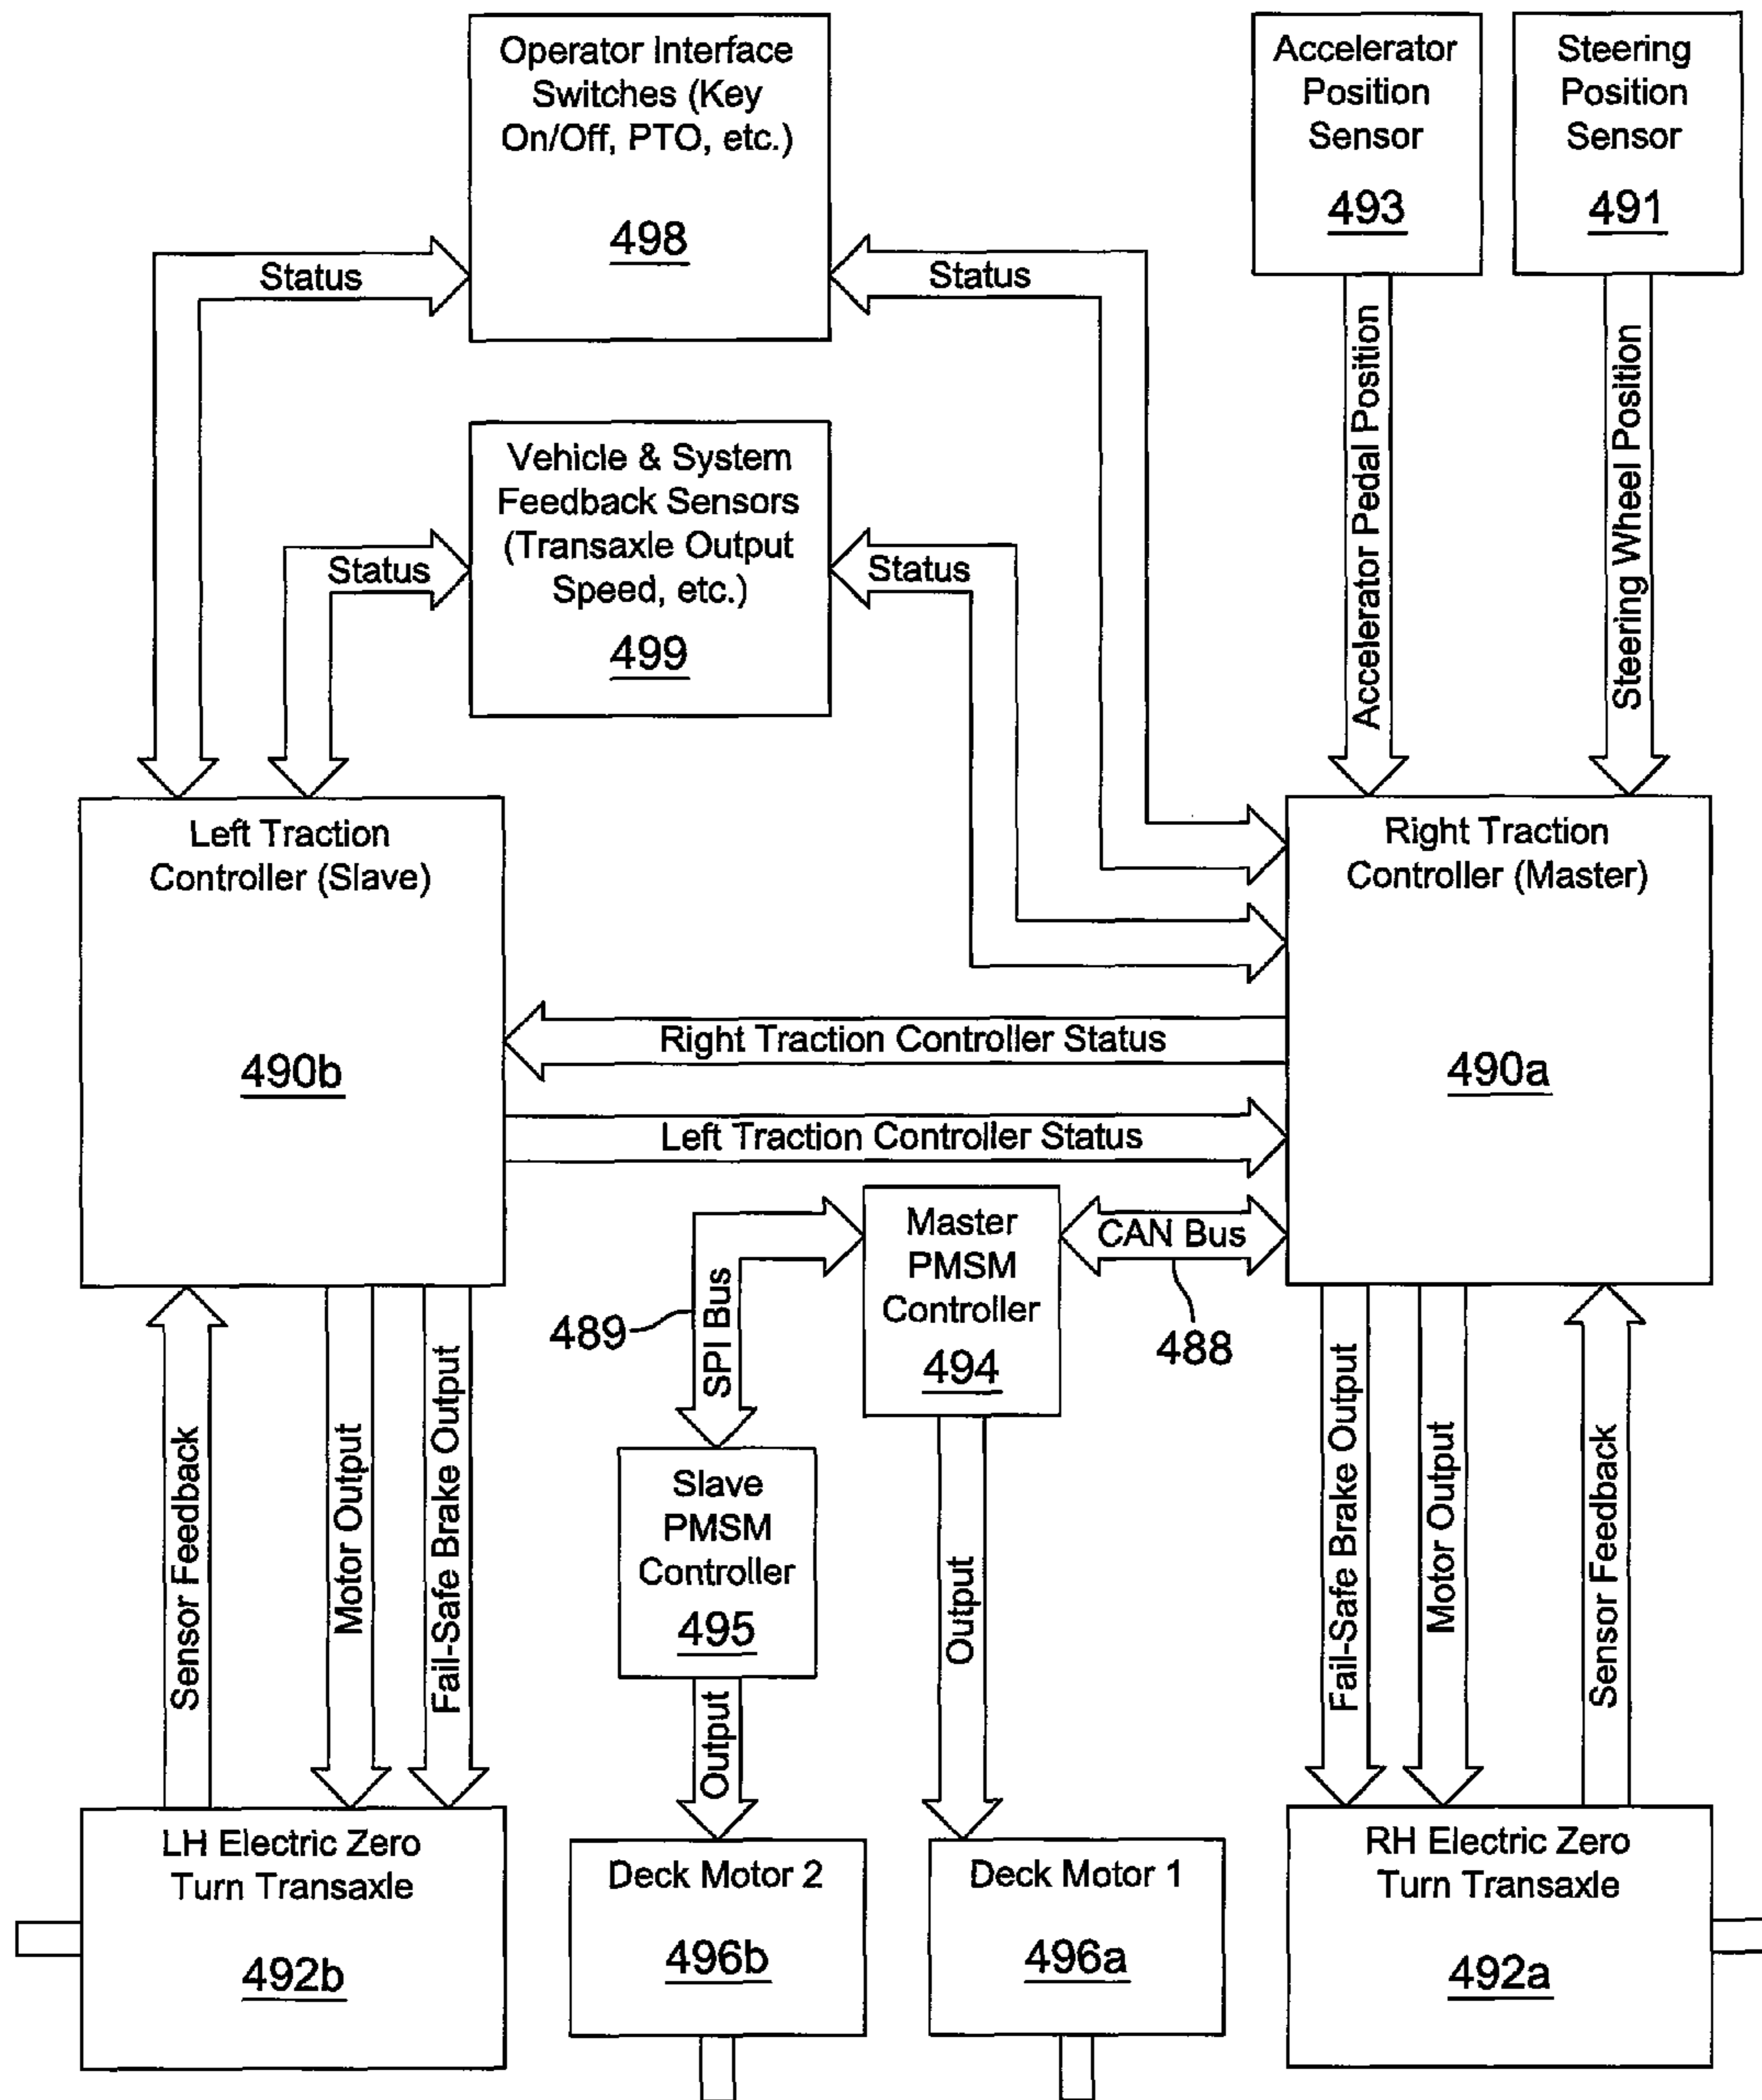 Operator Interface
Switches (Key
On/Off, PTO, etc.)
498
Accelerator
Position
Sensor
493
Steering
Position
Sensor
491
Status
Status
Accelerator Pedal Position
Steering Wheel Position
Vehicle & System
Feedback Sensors
(Transaxle Output
Speed, etc.)
499
Status
Status
Left Traction
Controller (Slave)
490b
Right Traction
Controller (Master)
490a
Right Traction Controller Status
Left Traction Controller Status
Master
PMSM
Controller
494
CAN Bus
488
SPI Bus
489
Slave
PMSM
Controller
495
Sensor Feedback
Motor Output
Fail-Safe Brake Output
Output
Output
Fail-Safe Brake Output
Motor Output
Sensor Feedback
LH Electric Zero
Turn Transaxle
492b
Deck Motor 2
496b
Deck Motor 1
496a
RH Electric Zero
Turn Transaxle
492a